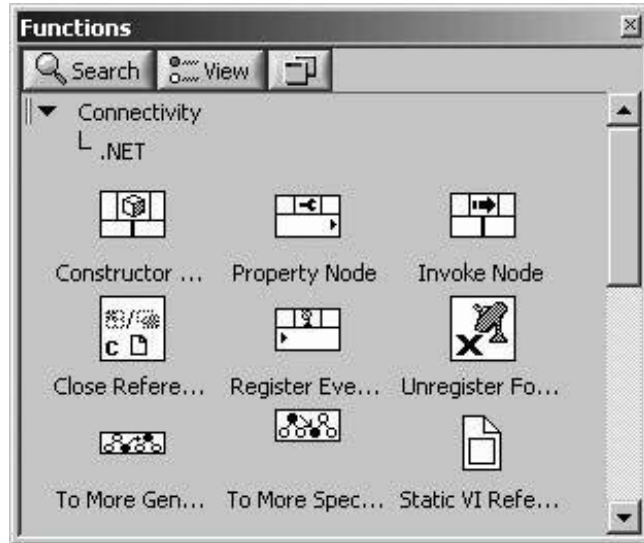 Functions
Search View
Connectivity
.NET
Constructor ... Property Node Invoke Node
C
Close Refere... Register Eve... Unregister Fo...
To More Gen... To More Spec... Static VI Refe...